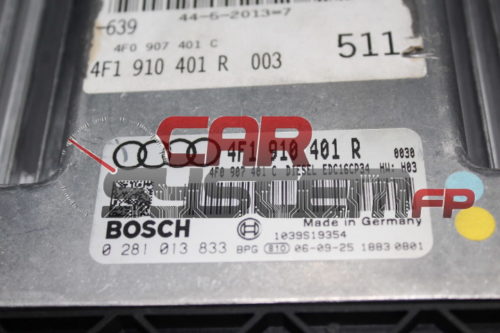 -639
44-5-2013-7
4F0 907 401 C
4F1 910 401 R 003
511
CAR
System FP
4F1 910 401 R 0030
4F0 907 401 C DIESEL EDC16CP34 HW: H03
BOSCH
Made in Germany
1039S19354
0 281 013 833 BPG 810 06-09-25 1883 0801